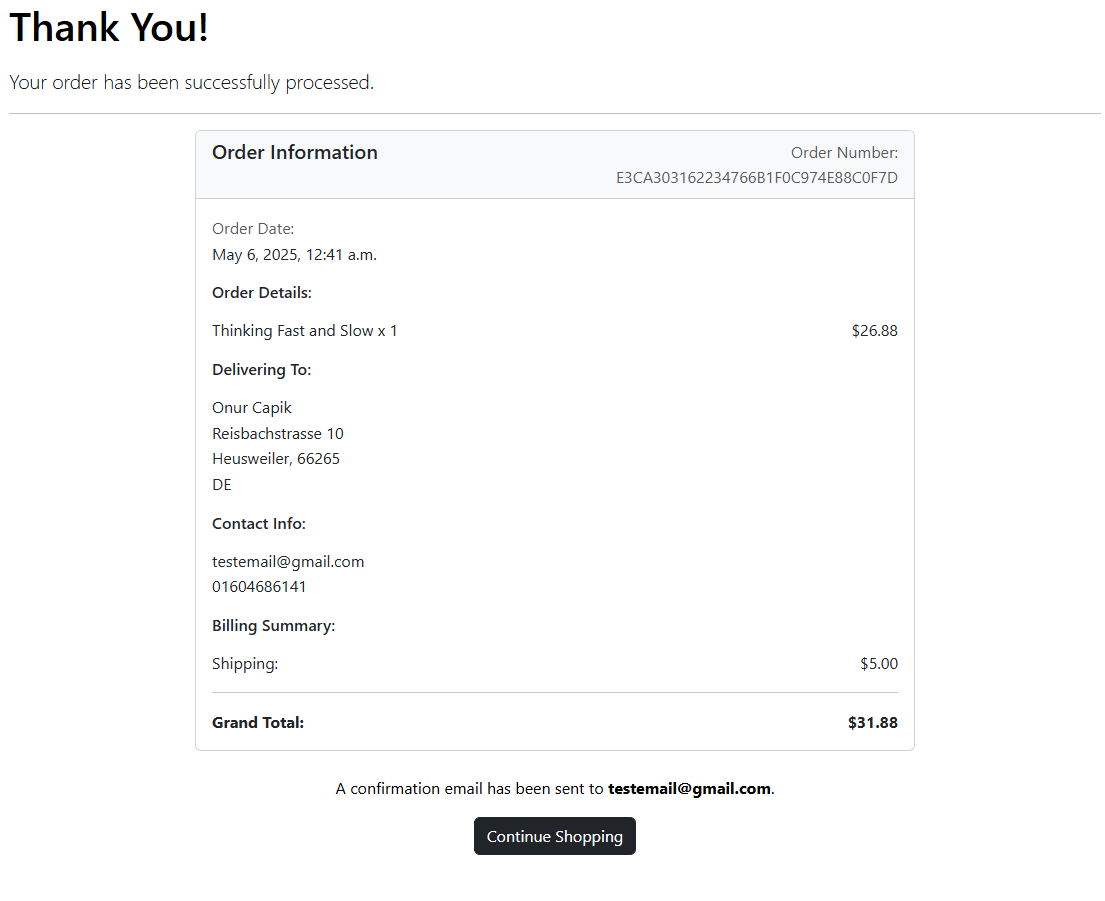 Thank You!
Your order has been successfully processed.
Order Information
Order Number:
E3CA303162234766B1F0C974E88C0F7D
Order Date:
May 6, 2025, 12:41 a.m.
Order Details:
Thinking Fast and Slow x 1 $26.88
Delivering To:
Onur Capik
Reisbachstrasse 10
Heusweiler, 66265
DE
Contact Info:
testemail@gmail.com
01604686141
Billing Summary:
Shipping: $5.00
Grand Total: $31.88
A confirmation email has been sent to testemail@gmail.com.
Continue Shopping